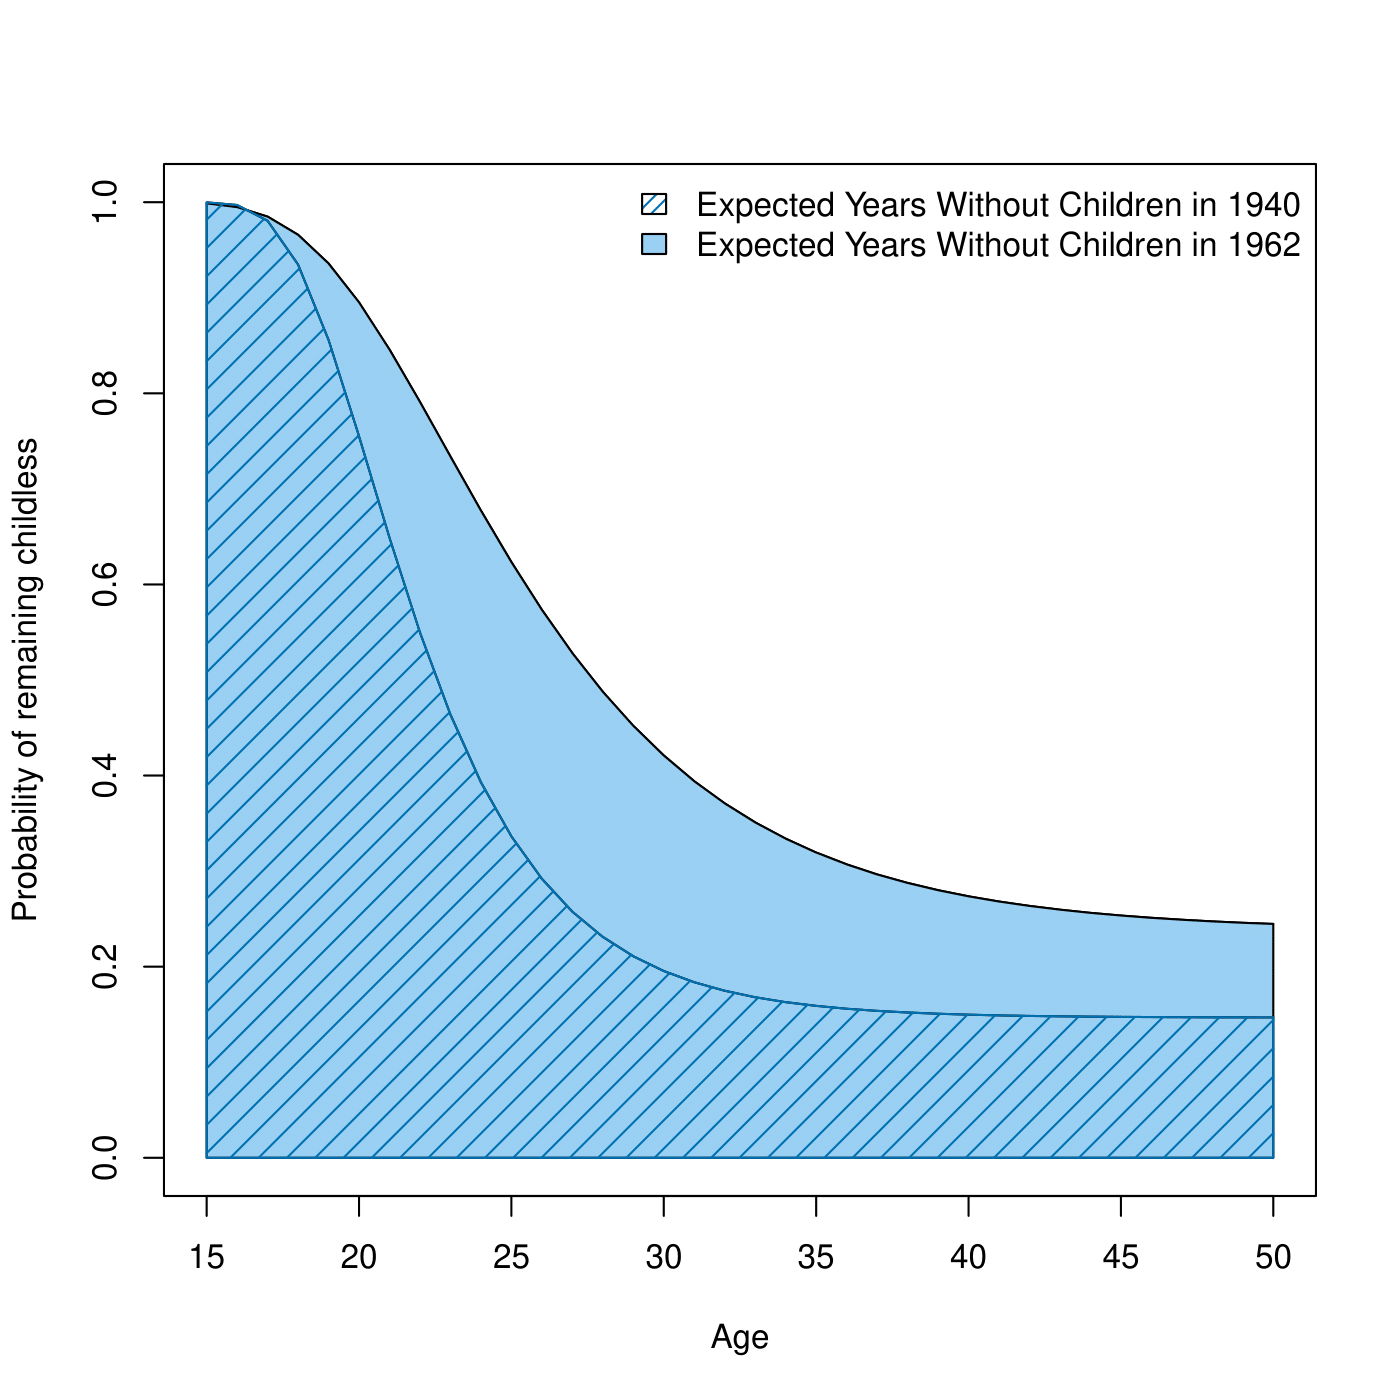 Expected Years Without Children in 1940
Expected Years Without Children in 1962
Probability of remaining childless
1.0
0.8
0.6
0.4
0.2
0.0
15 20 25 30 35 40 45 50
Age